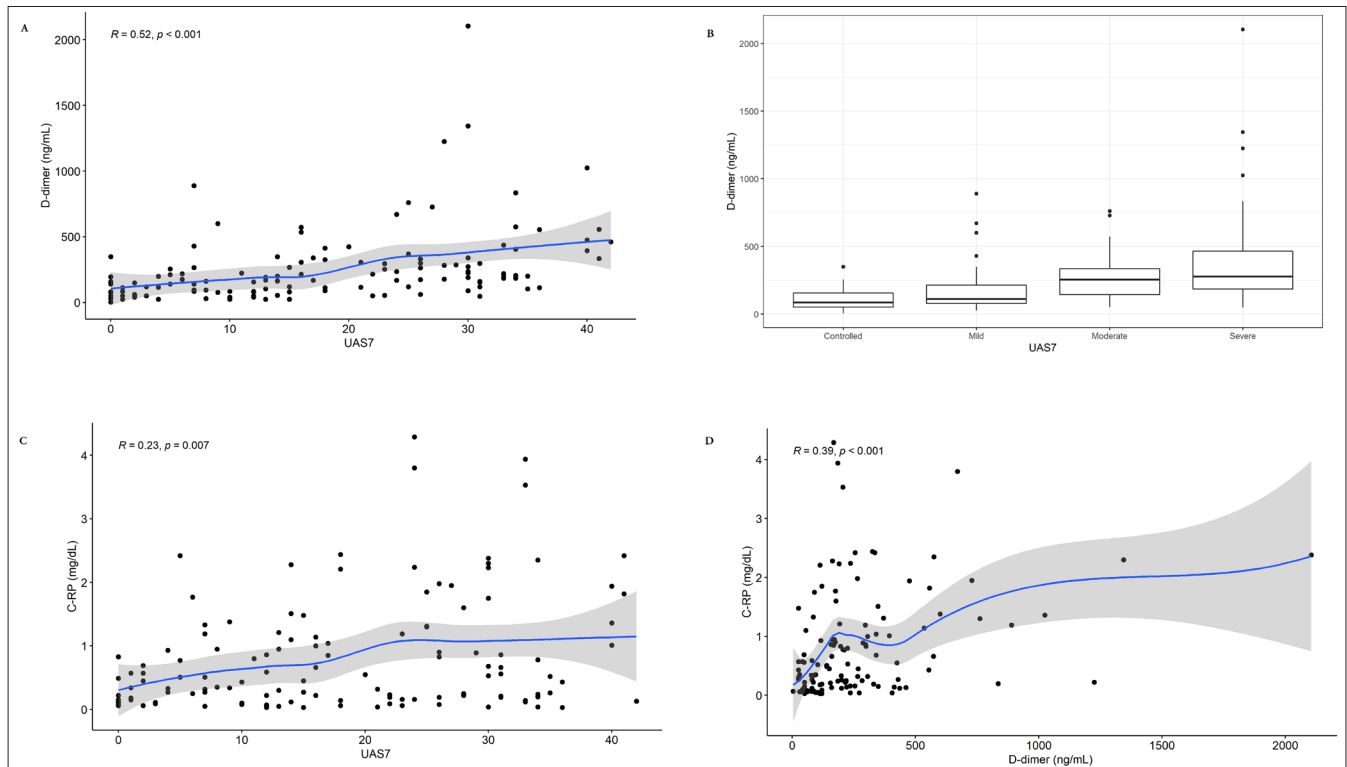 A
R = 0.52, p < 0.001
D-dimer (ng/mL)
2000
1500
1000
500
0
0 10 20 30 40
UAS7
B
D-dimer (ng/mL)
2000
1500
1000
500
0
Controlled Mild Moderate Severe
UAS7
C
R = 0.23, p = 0.007
C-RP (mg/dL)
4
3
2
1
0
0 10 20 30 40
UAS7
D
R = 0.39, p < 0.001
C-RP (mg/dL)
4
3
2
1
0
0 500 1000 1500 2000
D-dimer (ng/mL)